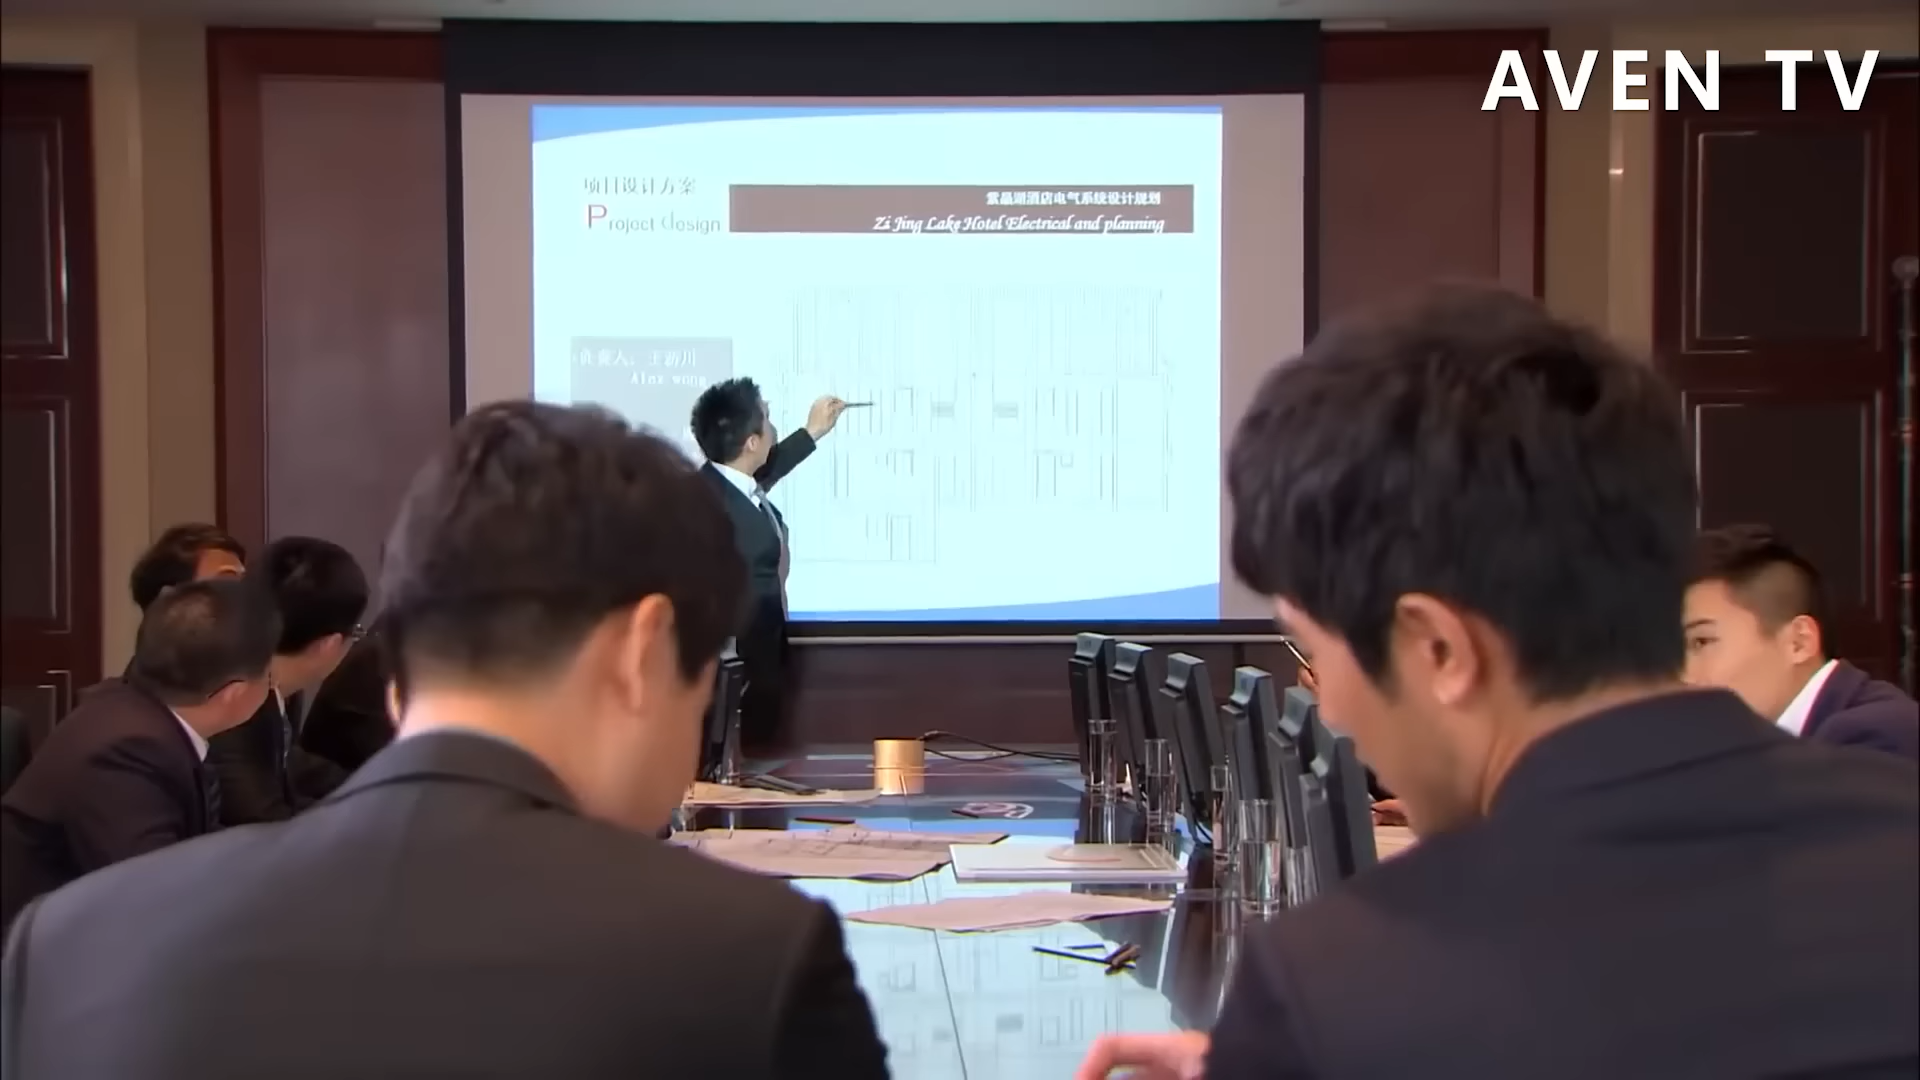 AVEN TV
项目设计方案
Project design
紫晶湖酒店电气系统设计规划
Zi Jing Lake Hotel Electrical and planning
负责人：王沥川
Alex wong